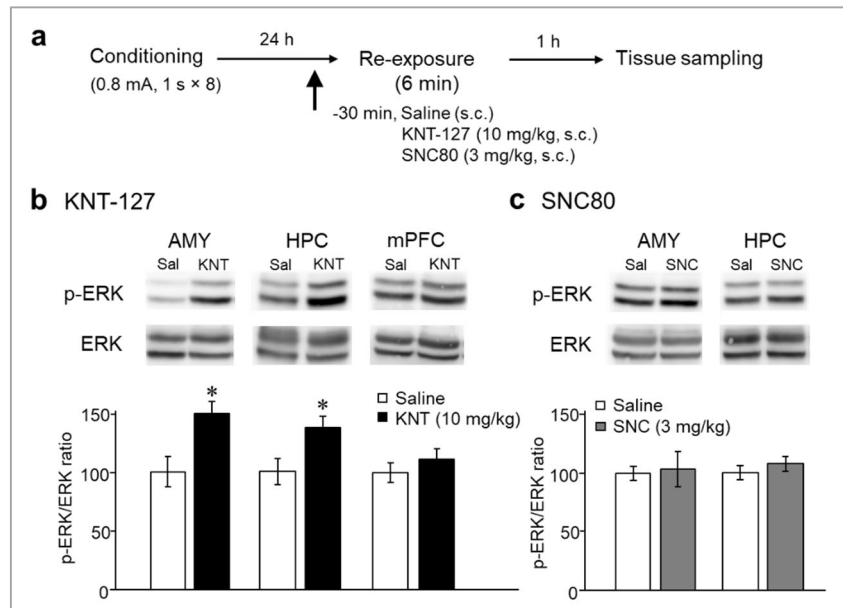 a
Conditioning
(0.8 mA, 1 s × 8)
24 h
Re-exposure
(6 min)
1 h
Tissue sampling
-30 min, Saline (s.c.)
KNT-127 (10 mg/kg, s.c.)
SNC80 (3 mg/kg, s.c.)
b KNT-127
AMY HPC mPFC
Sal KNT Sal KNT Sal KNT
p-ERK
ERK
* *
Saline
KNT (10 mg/kg)
p-ERK/ERK ratio
150
100
50
0
c SNC80
AMY HPC
Sal SNC Sal SNC
p-ERK
ERK
Saline
SNC (3 mg/kg)
p-ERK/ERK ratio
150
100
50
0